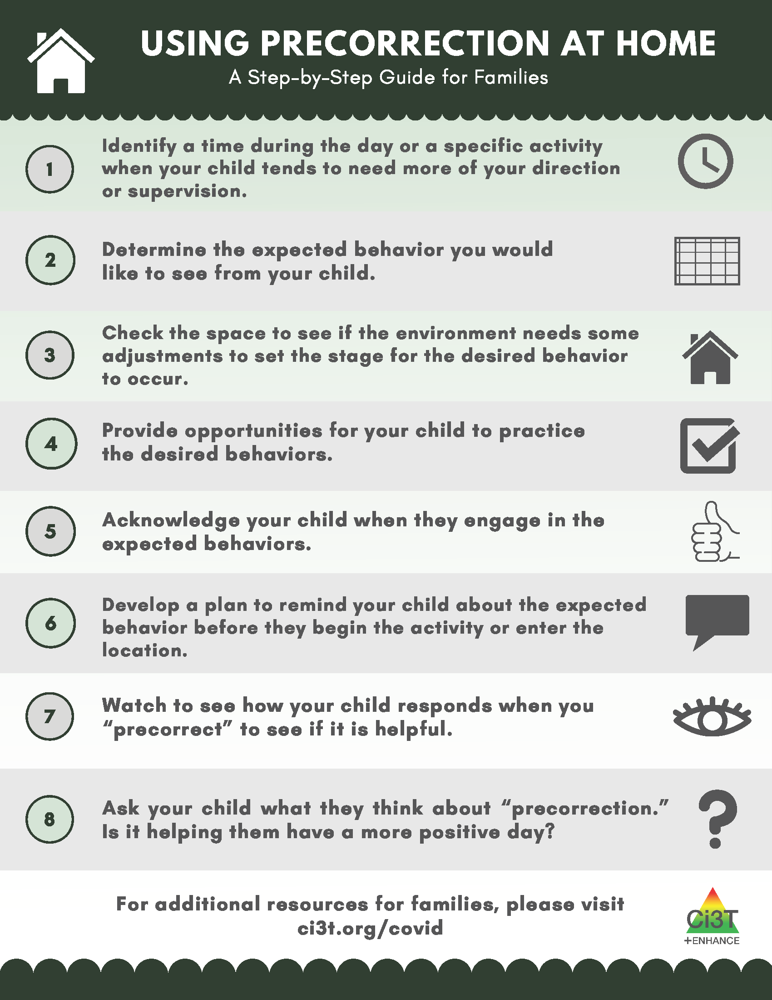 USING PRECORRECTION AT HOME
A Step-by-Step Guide for Families
1
Identify a time during the day or a specific activity
when your child tends to need more of your direction
or supervision.
2
Determine the expected behavior you would
like to see from your child.
3
Check the space to see if the environment needs some
adjustments to set the stage for the desired behavior
to occur.
4
Provide opportunities for your child to practice
the desired behaviors.
5
Acknowledge your child when they engage in the
expected behaviors.
6
Develop a plan to remind your child about the expected
behavior before they begin the activity or enter the
location.
7
Watch to see how your child responds when you
“precorrect” to see if it is helpful.
8
Ask your child what they think about “precorrection.”
Is it helping them have a more positive day?
For additional resources for families, please visit
ci3t.org/covid
Ci3T
+ENHANCE